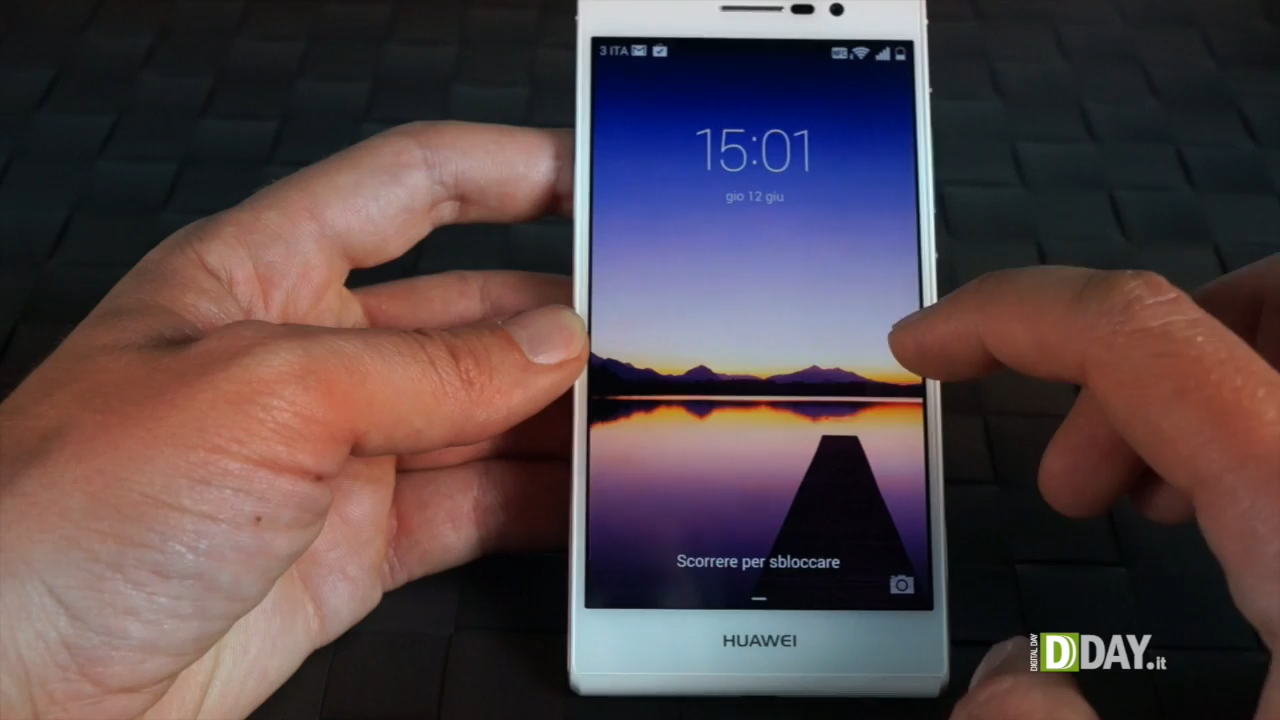 3 ITA
15:01
gio 12 giu
Scorrere per sbloccare
HUAWEI
DIGITAL DAY
DDAY.it